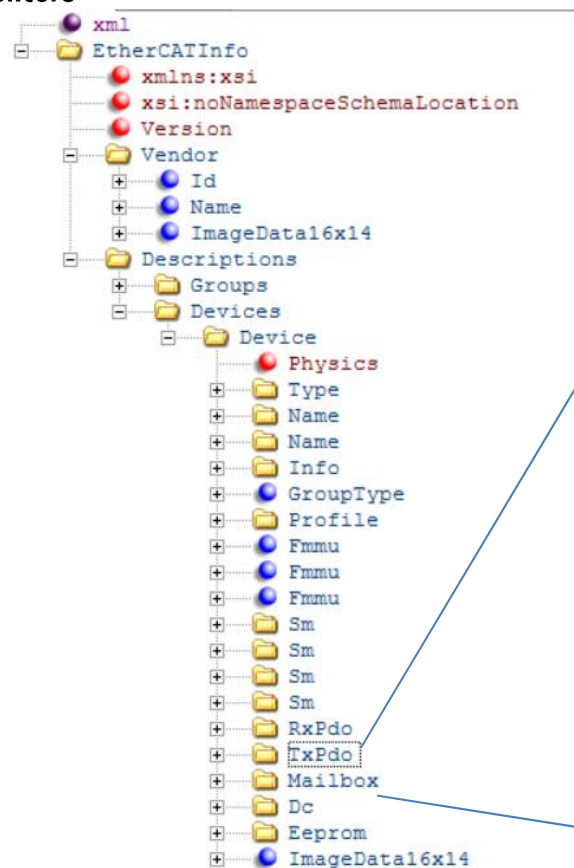 xml
EtherCATInfo
xmlns:xsi
xsi:noNamespaceSchemaLocation
Version
Vendor
Id
Name
ImageData16x14
Descriptions
Groups
Devices
Device
Physics
Type
Name
Name
Info
GroupType
Profile
Fmmu
Fmmu
Fmmu
Sm
Sm
Sm
Sm
RxPdo
TxPdo
Mailbox
Dc
Eeprom
ImageData16x14